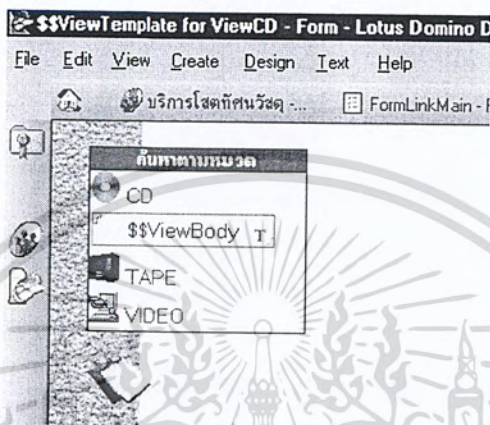 $$ViewTemplate for ViewCD - Form - Lotus Domino D
File Edit View Create Design Text Help
บริการโสตทัศนวัสดุ -... FormLinkMain - F
ค้นหาตามหมวด
CD
$$ViewBody T
TAPE
VIDEO